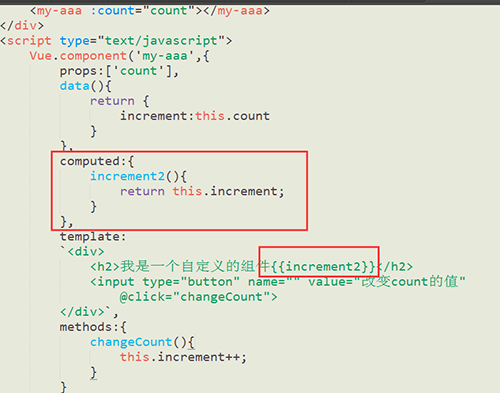 <my-aaa :count="count"></my-aaa>
</div>
<script type="text/javascript">
Vue.component('my-aaa',{
props:['count'],
data(){
return {
increment:this.count
}
},
computed:{
increment2(){
return this.increment;
}
},
template:
`<div>
<h2>我是一个自定义的组件{{increment2}}</h2>
<input type="button" name="" value="改变count的值"
@click="changeCount">
</div>`,
methods:{
changeCount(){
this.increment++;
}
}